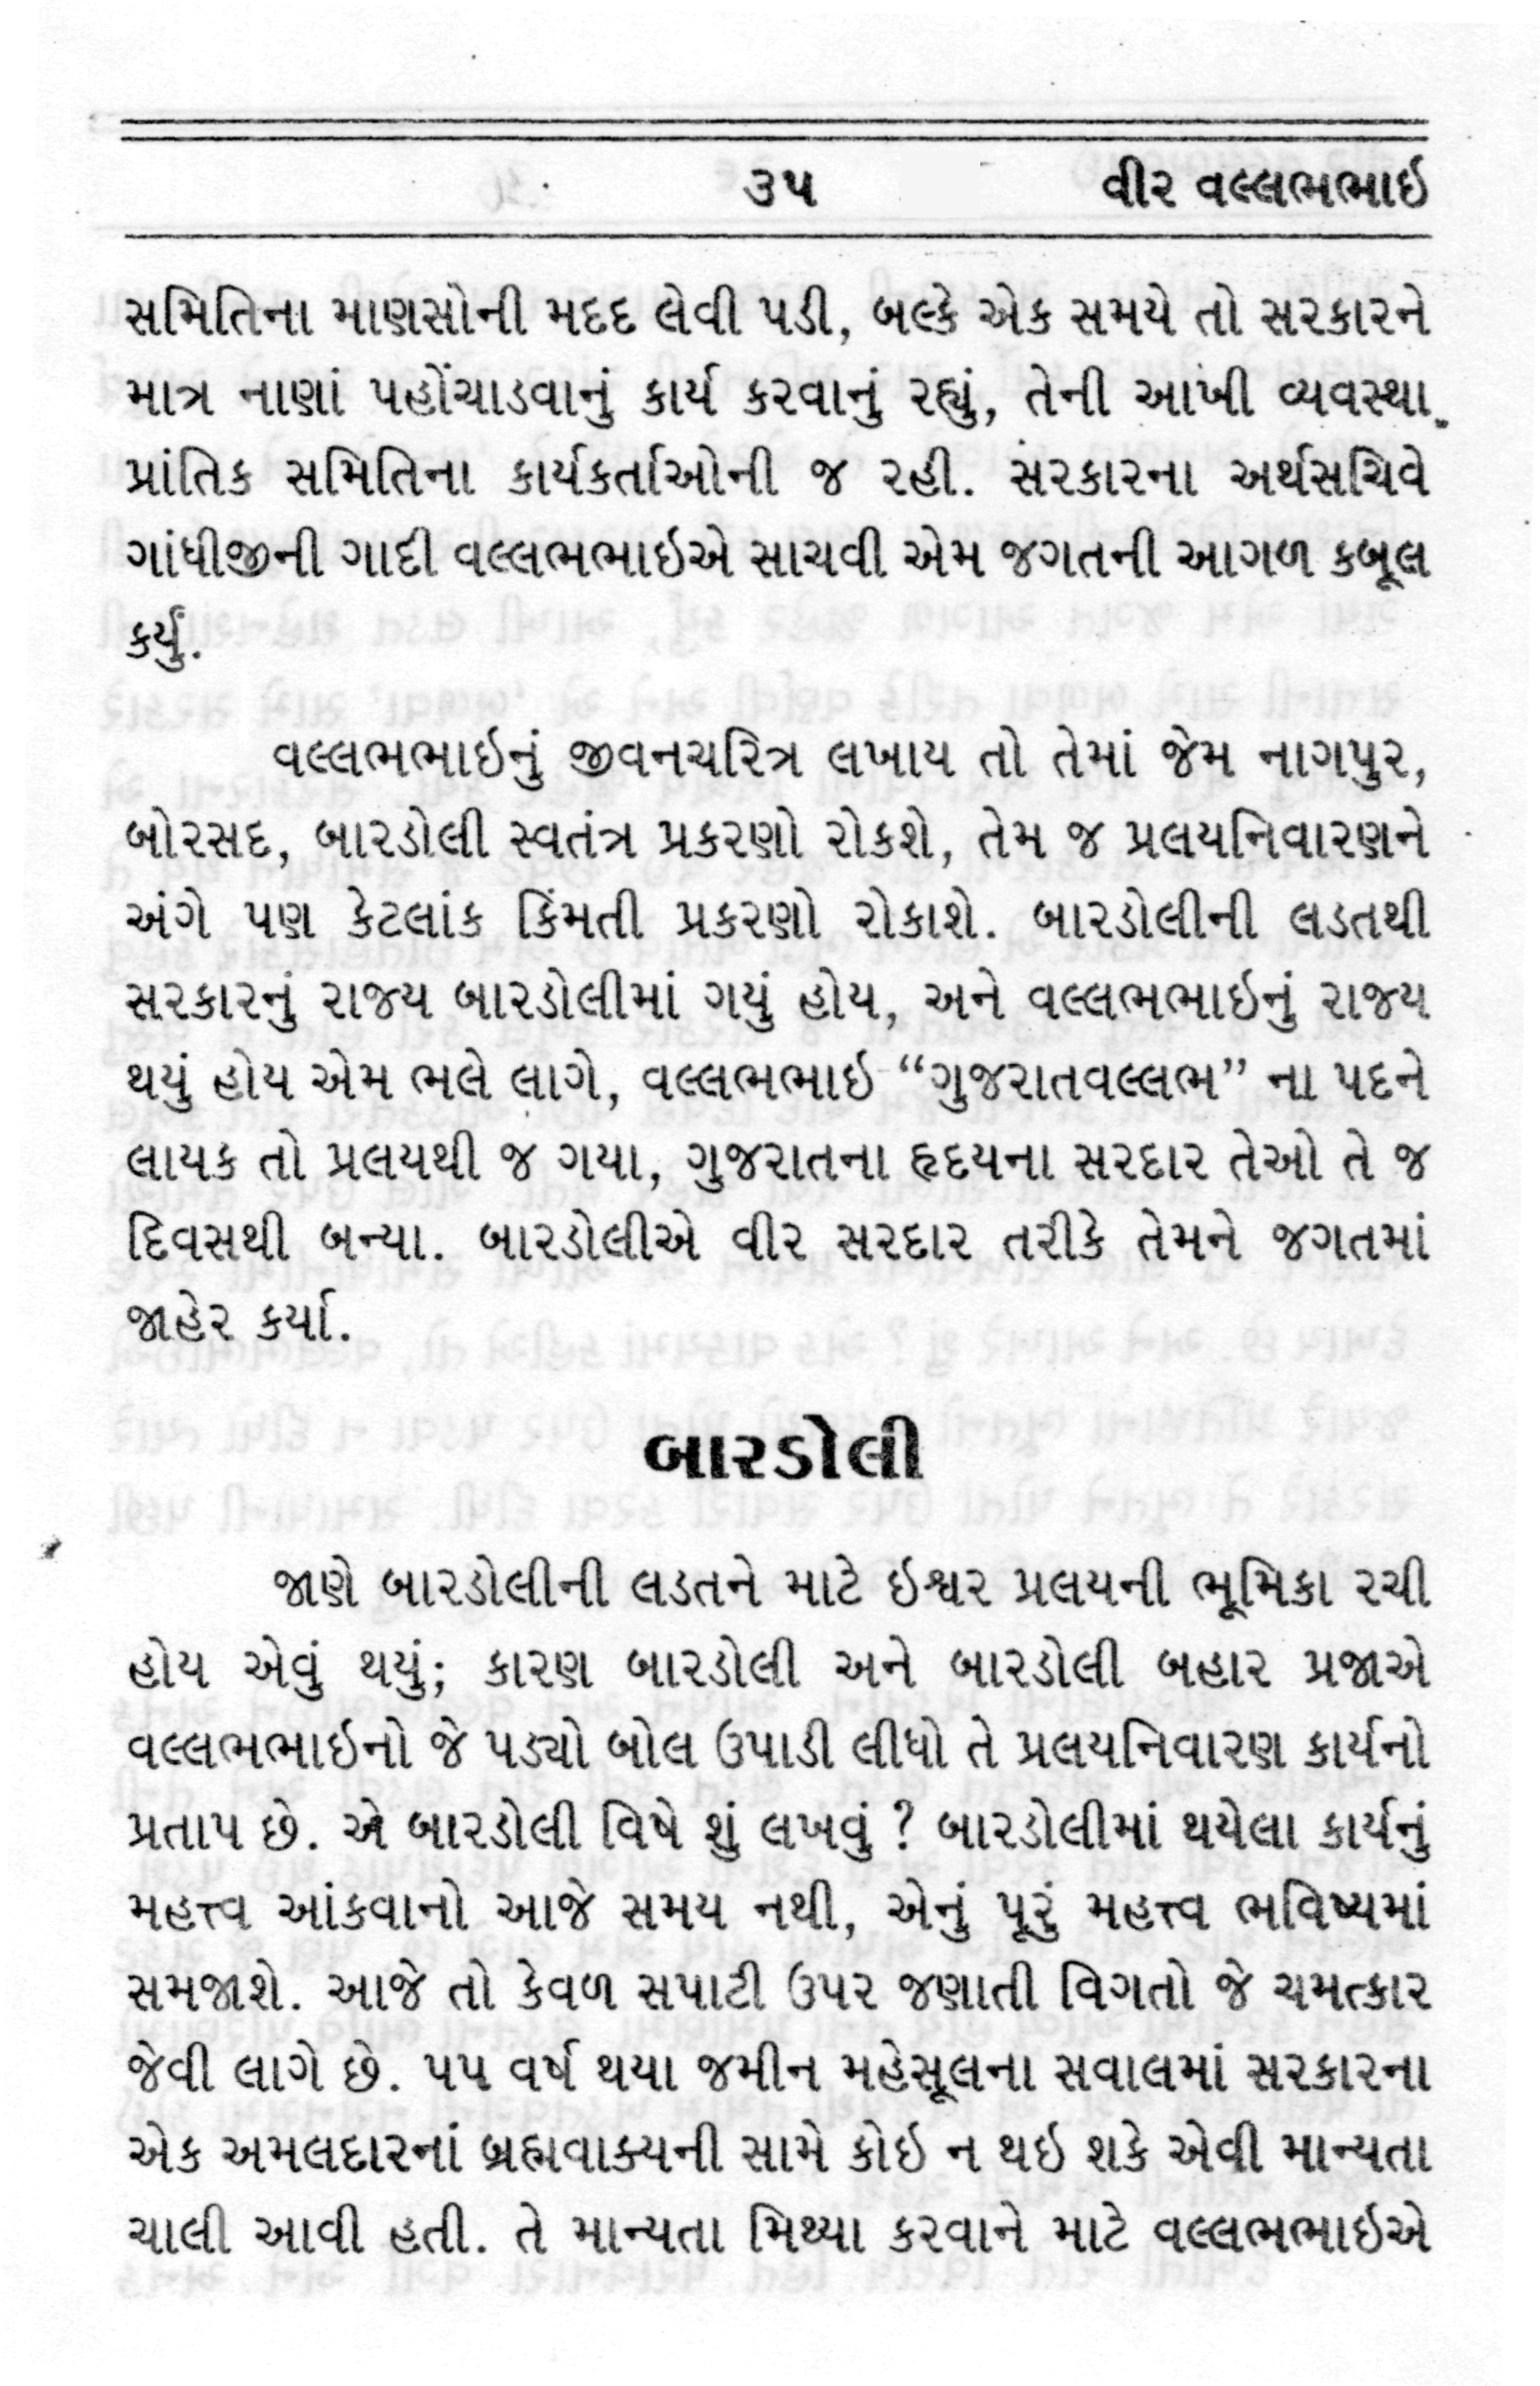 ૩૫ વીર વલ્લભભાઇ
સમિતિના માણસોની મદદ લેવી પડી, બલ્કે એક સમયે તો સરકારને
માત્ર નાણાં પહોંચાડવાનું કાર્ય કરવાનું રહ્યું, તેની આખી વ્યવસ્થા
પ્રાંતિક સમિતિના કાર્યકર્તાઓની જ રહી. સરકારના અર્થસચિવે
ગાંધીજીની ગાદી વલ્લભભાઇએ સાચવી એમ જગતની આગળ કબૂલ
કર્યું.
વલ્લભભાઇનું જીવનચરિત્ર લખાય તો તેમાં જેમ નાગપુર,
બોરસદ, બારડોલી સ્વતંત્ર પ્રકરણો રોકશે, તેમ જ પ્રલયનિવારણને
અંગે પણ કેટલાંક કિંમતી પ્રકરણો રોકાશે. બારડોલીની લડતથી
સરકારનું રાજ્ય બારડોલીમાં ગયું હોય, અને વલ્લભભાઇનું રાજ્ય
થયું હોય એમ ભલે લાગે, વલ્લભભાઇ “ગુજરાતવલ્લભ” ના પદને
લાયક તો પ્રલયથી જ ગયા, ગુજરાતના હૃદયના સરદાર તેઓ તે જ
દિવસથી બન્યા. બારડોલીએ વીર સરદાર તરીકે તેમને જગતમાં
જાહેર કર્યા.
બારડોલી
જાણે બારડોલીની લડતને માટે ઇશ્વર પ્રલયની ભૂમિકા રચી
હોય એવું થયું; કારણ બારડોલી અને બારડોલી બહાર પ્રજાએ
વલ્લભભાઇનો જે પડ્યો બોલ ઉપાડી લીધો તે પ્રલયનિવારણ કાર્યનો
પ્રતાપ છે. એ બારડોલી વિષે શું લખવું ? બારડોલીમાં થયેલા કાર્યનું
મહત્ત્વ આંકવાનો આજે સમય નથી, એનું પૂરું મહત્ત્વ ભવિષ્યમાં
સમજાશે. આજે તો કેવળ સપાટી ઉપર જણાતી વિગતો જે ચમત્કાર
જેવી લાગે છે. ૫૫ વર્ષ થયા જમીન મહેસૂલના સવાલમાં સરકારના
એક અમલદારનાં બ્રહ્મવાક્યની સામે કોઇ ન થઇ શકે એવી માન્યતા
ચાલી આવી હતી. તે માન્યતા મિથ્યા કરવાને માટે વલ્લભભાઇએ